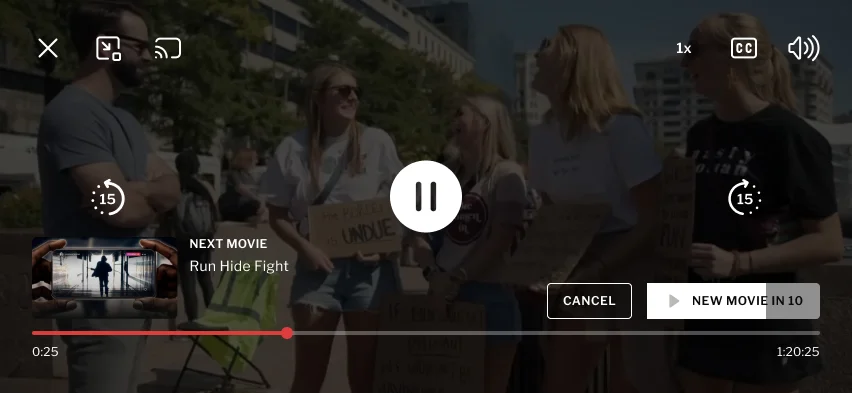 1x
CC
15
15
NEXT MOVIE
Run Hide Fight
UNDUE
CANCEL
NEW MOVIE IN 10
0:25
1:20:25